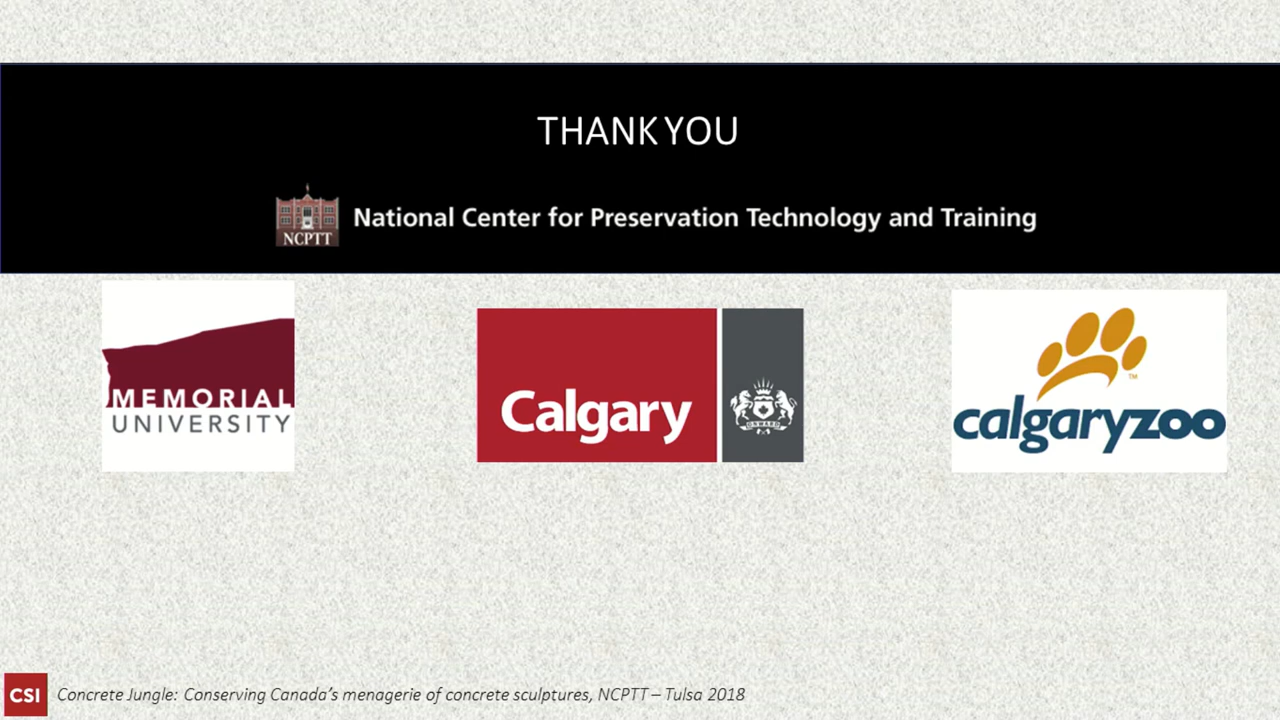 THANK YOU
NCPTT
National Center for Preservation Technology and Training
MEMORIAL
UNIVERSITY
Calgary
ONWARD
TM
calgaryzoo
CSI
Concrete Jungle: Conserving Canada's menagerie of concrete sculptures, NCPTT – Tulsa 2018